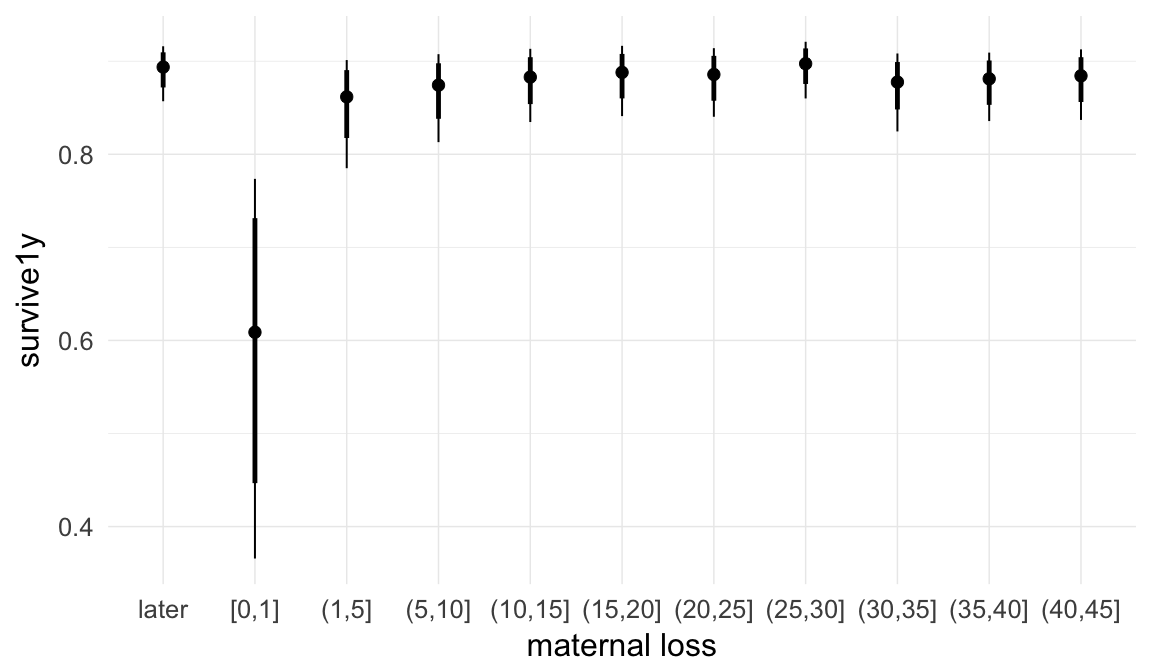 survive1y
0.8
0.6
0.4
later [0,1] (1,5] (5,10] (10,15] (15,20] (20,25] (25,30] (30,35] (35,40] (40,45]
maternal loss